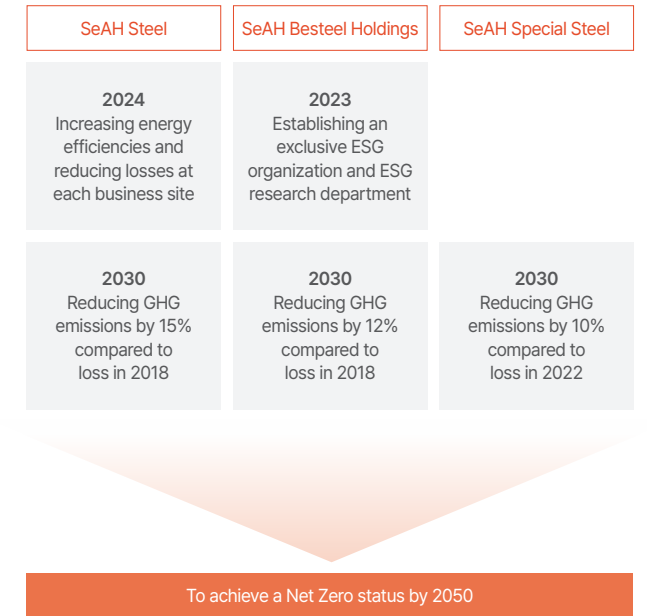 SeAH Steel
SeAH Besteel Holdings
SeAH Special Steel
2024
Increasing energy
efficiencies and
reducing losses at
each business site
2023
Establishing an
exclusive ESG
organization and ESG
research department
2030
Reducing GHG
emissions by 15%
compared to
loss in 2018
2030
Reducing GHG
emissions by 12%
compared to
loss in 2018
2030
Reducing GHG
emissions by 10%
compared to
loss in 2022
To achieve a Net Zero status by 2050